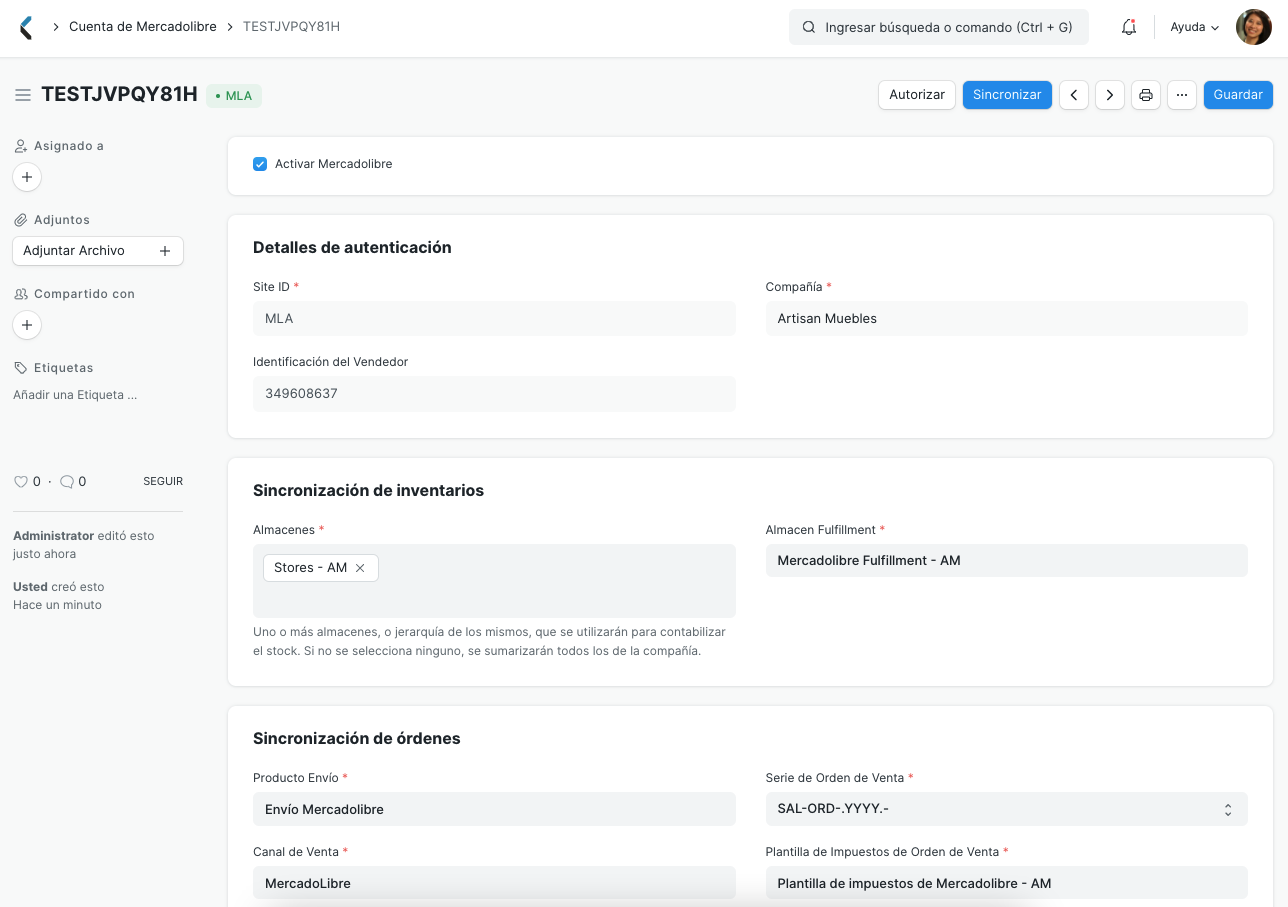 Cuenta de Mercadolibre TESTJVPQY81H
Ingresar búsqueda o comando (Ctrl + G)
Ayuda
TESTJVPQY81H
• MLA
Autorizar
Sincronizar
...
Guardar
Asignado a
Adjuntos
Adjuntar Archivo
Compartido con
Etiquetas
Añadir una Etiqueta ...
0 · 0
SEGUIR
Administrator editó esto
justo ahora
Usted creó esto
Hace un minuto
Activar Mercadolibre
Detalles de autenticación
Site ID *
MLA
Compañía *
Artisan Muebles
Identificación del Vendedor
349608637
Sincronización de inventarios
Almacenes *
Stores - AM
Uno o más almacenes, o jerarquía de los mismos, que se utilizarán para contabilizar
el stock. Si no se selecciona ninguno, se sumarizarán todos los de la compañía.
Almacen Fulfillment *
Mercadolibre Fulfillment - AM
Sincronización de órdenes
Producto Envío *
Envío Mercadolibre
Serie de Orden de Venta *
SAL-ORD-.YYYY.-
Canal de Venta *
MercadoLibre
Plantilla de Impuestos de Orden de Venta *
Plantilla de impuestos de Mercadolibre - AM